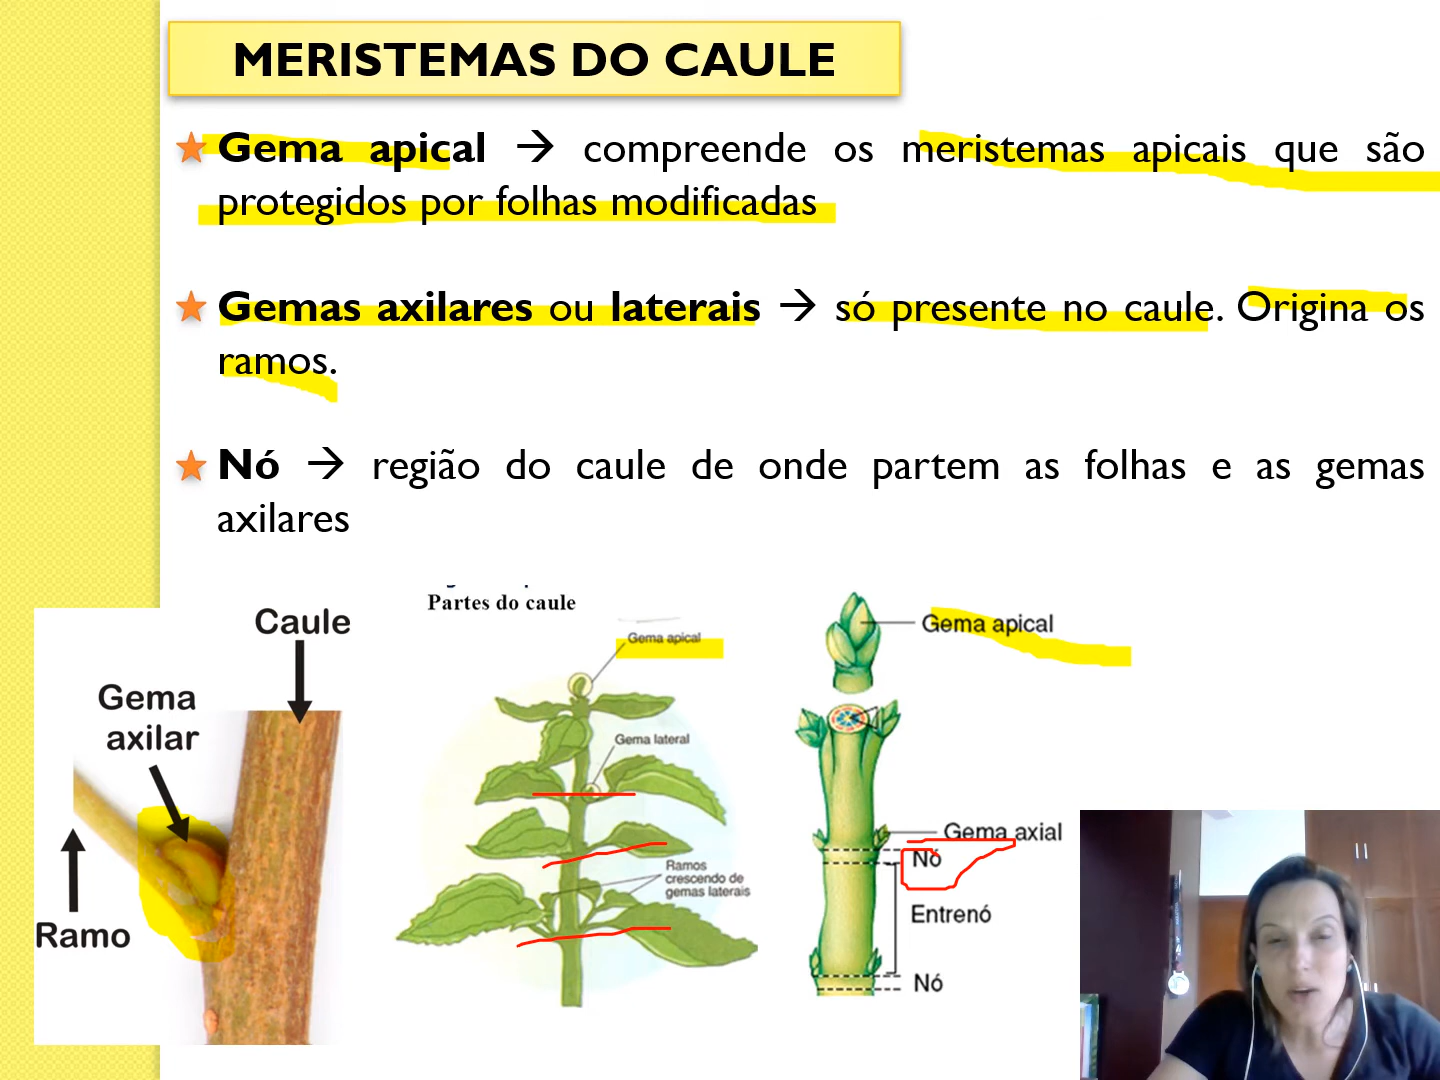 MERISTEMAS DO CAULE
Gema apical → compreende os meristemas apicais que são
protegidos por folhas modificadas
Gemas axilares ou laterais → só presente no caule. Origina os
ramos.
Nó → região do caule de onde partem as folhas e as gemas
axilares
Caule
Gema
axilar
Ramo
Partes do caule
Gema apical
Gema lateral
Ramos
crescendo de
gemas laterais
Gema apical
Gema axial
Nó
Entrenó
Nó